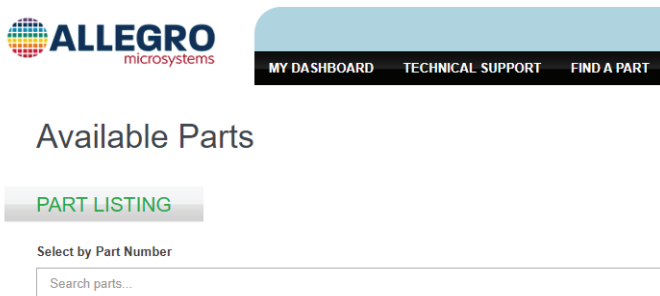 ALLEGRO
microsystems
MY DASHBOARD TECHNICAL SUPPORT FIND A PART
Available Parts
PART LISTING
Select by Part Number
Search parts...